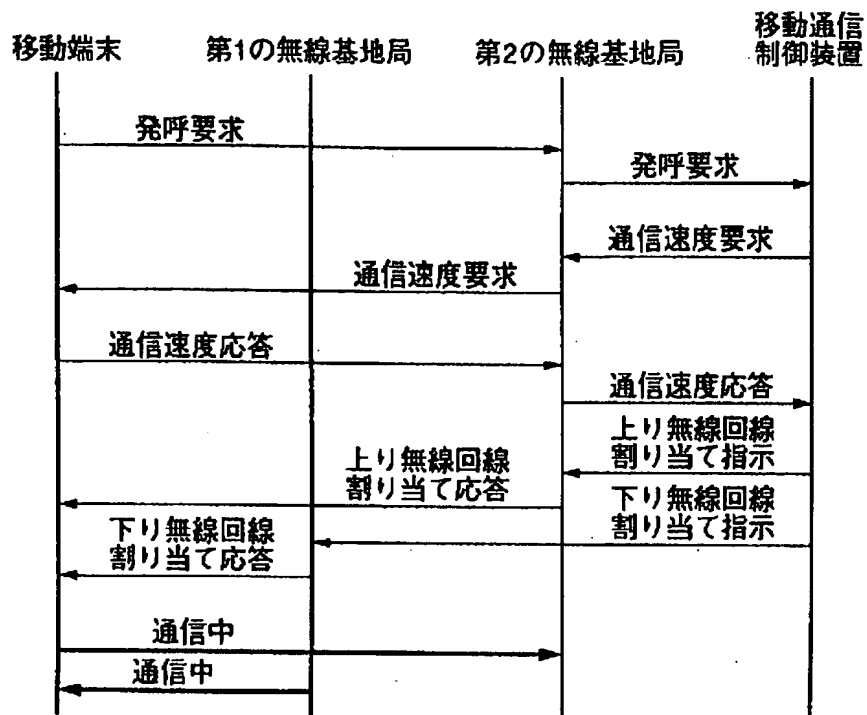 移動端末
第1の無線基地局
第2の無線基地局
移動通信
制御装置
発呼要求
発呼要求
通信速度要求
通信速度要求
通信速度応答
通信速度応答
上り無線回線
割り当て指示
上り無線回線
割り当て応答
下り無線回線
割り当て指示
下り無線回線
割り当て応答
通信中
通信中